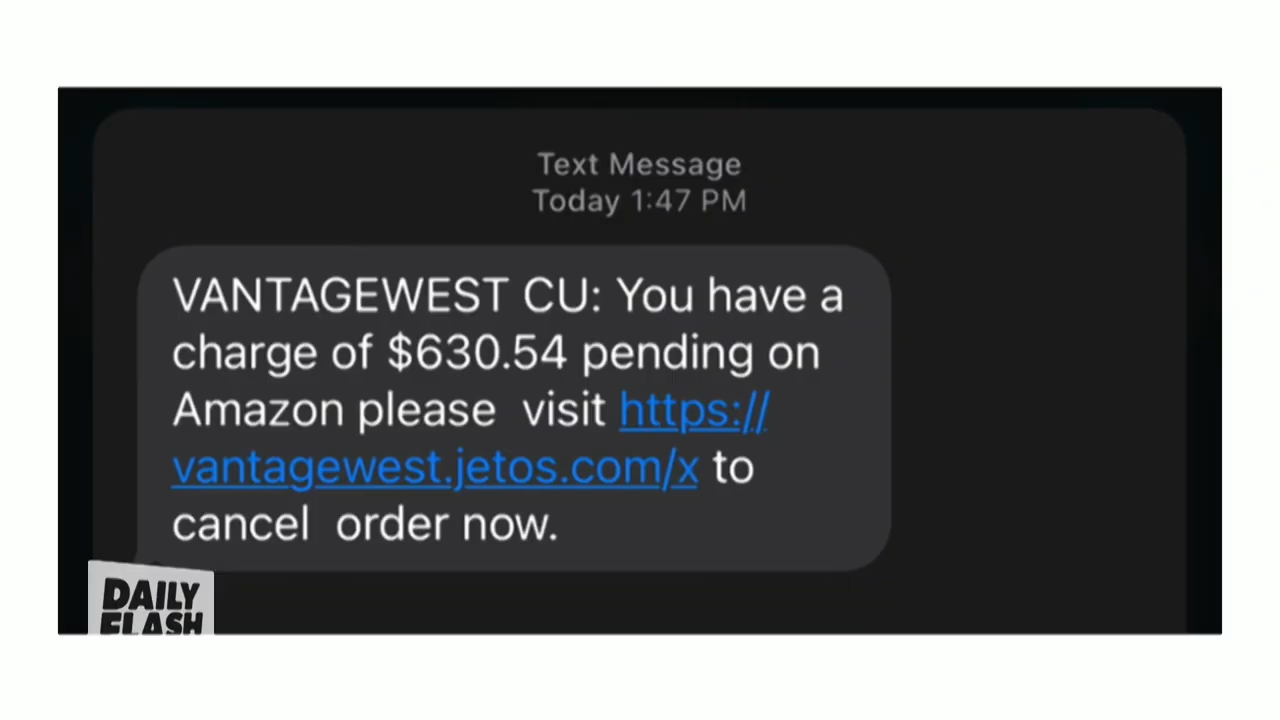 Text Message
Today 1:47 PM
VANTAGEWEST CU: You have a
charge of $630.54 pending on
Amazon please  visit https://
vantagewest.jetos.com/x to
cancel  order now.
DAILY
FLASH